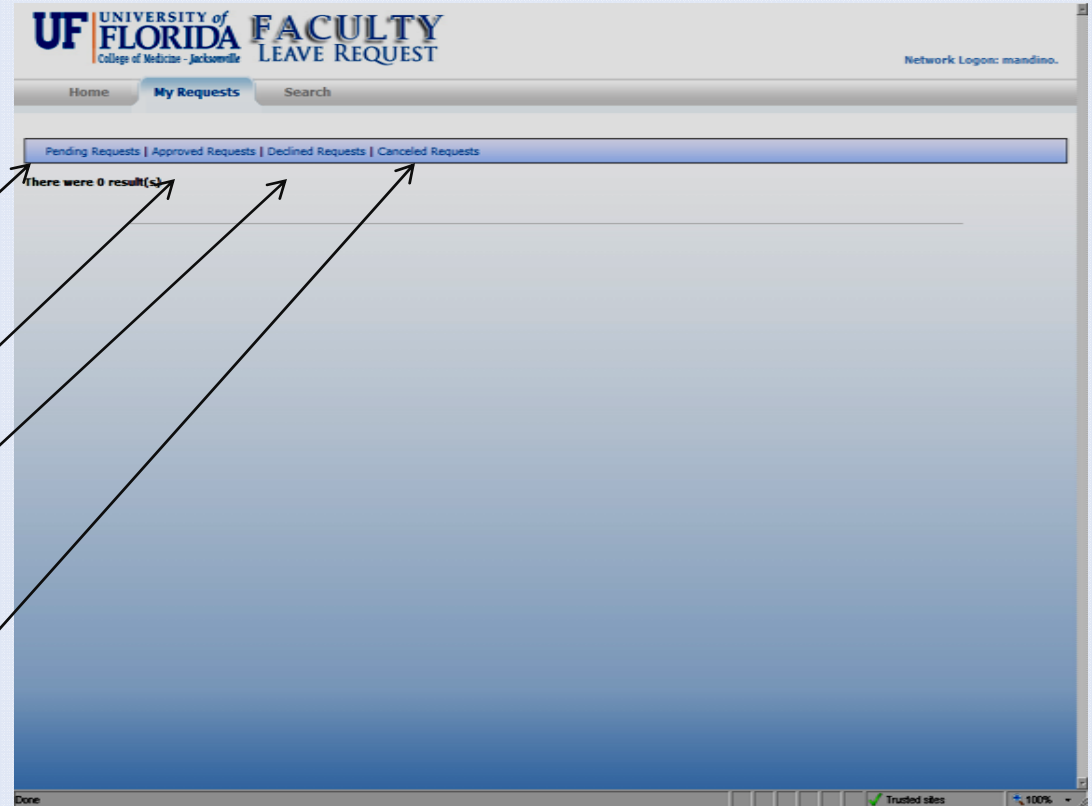 UF UNIVERSITY of FLORIDA
College of Medicine - Jacksonville
FACULTY
LEAVE REQUEST
Network Logon: mandino.
Home My Requests Search
Pending Requests | Approved Requests | Declined Requests | Canceled Requests
There were 0 result(s)
Done Trusted sites 100%